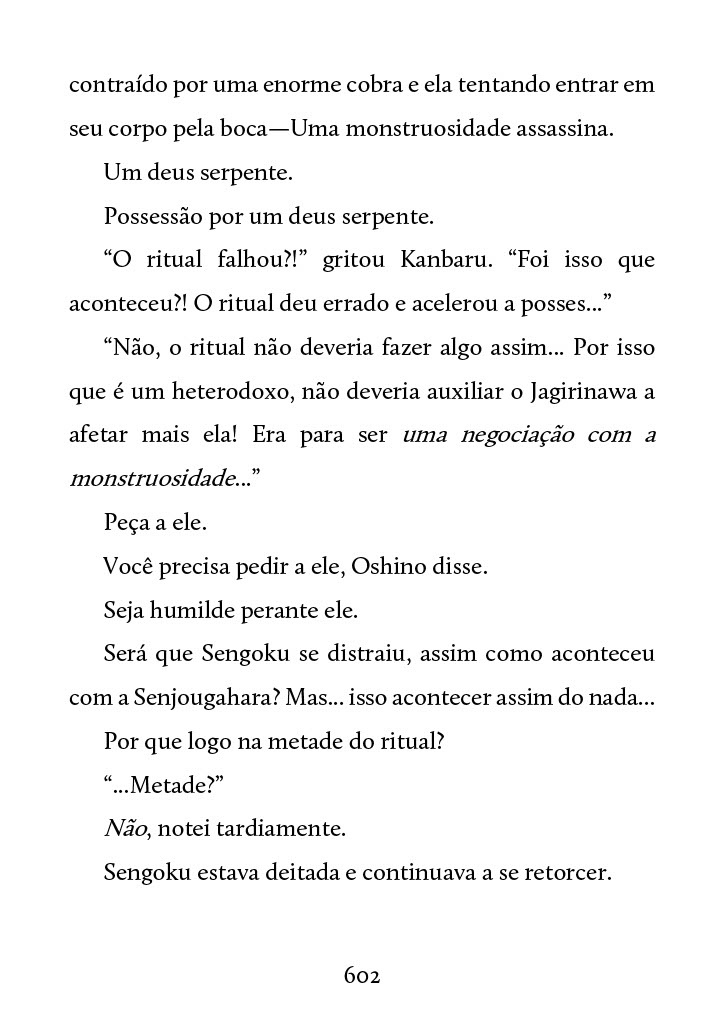 contraído por uma enorme cobra e ela tentando entrar em
seu corpo pela boca—Uma monstruosidade assassina.
Um deus serpente.
Possessão por um deus serpente.
“O ritual falhou?!” gritou Kanbaru. “Foi isso que
aconteceu?! O ritual deu errado e acelerou a posses...”
“Não, o ritual não deveria fazer algo assim... Por isso
que é um heterodoxo, não deveria auxiliar o Jagirinawa a
afetar mais ela! Era para ser uma negociação com a
monstruosidade...”
Peça a ele.
Você precisa pedir a ele, Oshino disse.
Seja humilde perante ele.
Será que Sengoku se distraiu, assim como aconteceu
com a Senjougahara? Mas... isso acontecer assim do nada...
Por que logo na metade do ritual?
“...Metade?”
Não, notei tardiamente.
Sengoku estava deitada e continuava a se retorcer.
602